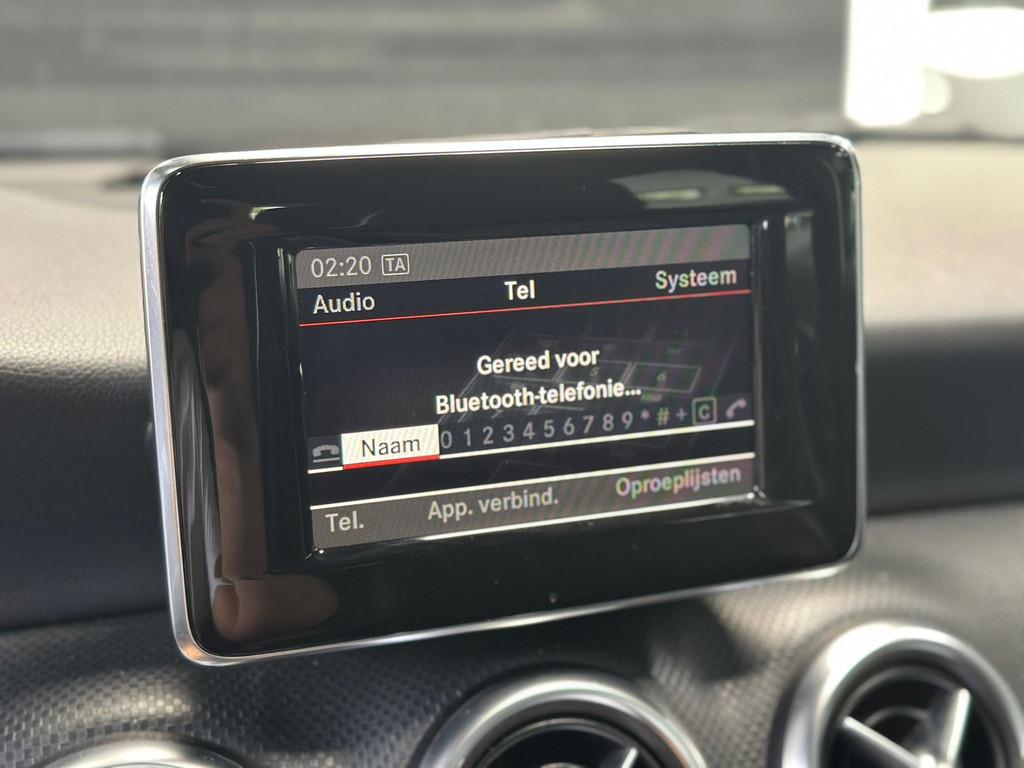 02:20 TA
Audio Tel Systeem
Gereed voor
Bluetooth-telefonie...
Naam 0 1 2 3 4 5 6 7 8 9 * # + C
Tel. App. verbind. Oproeplijsten